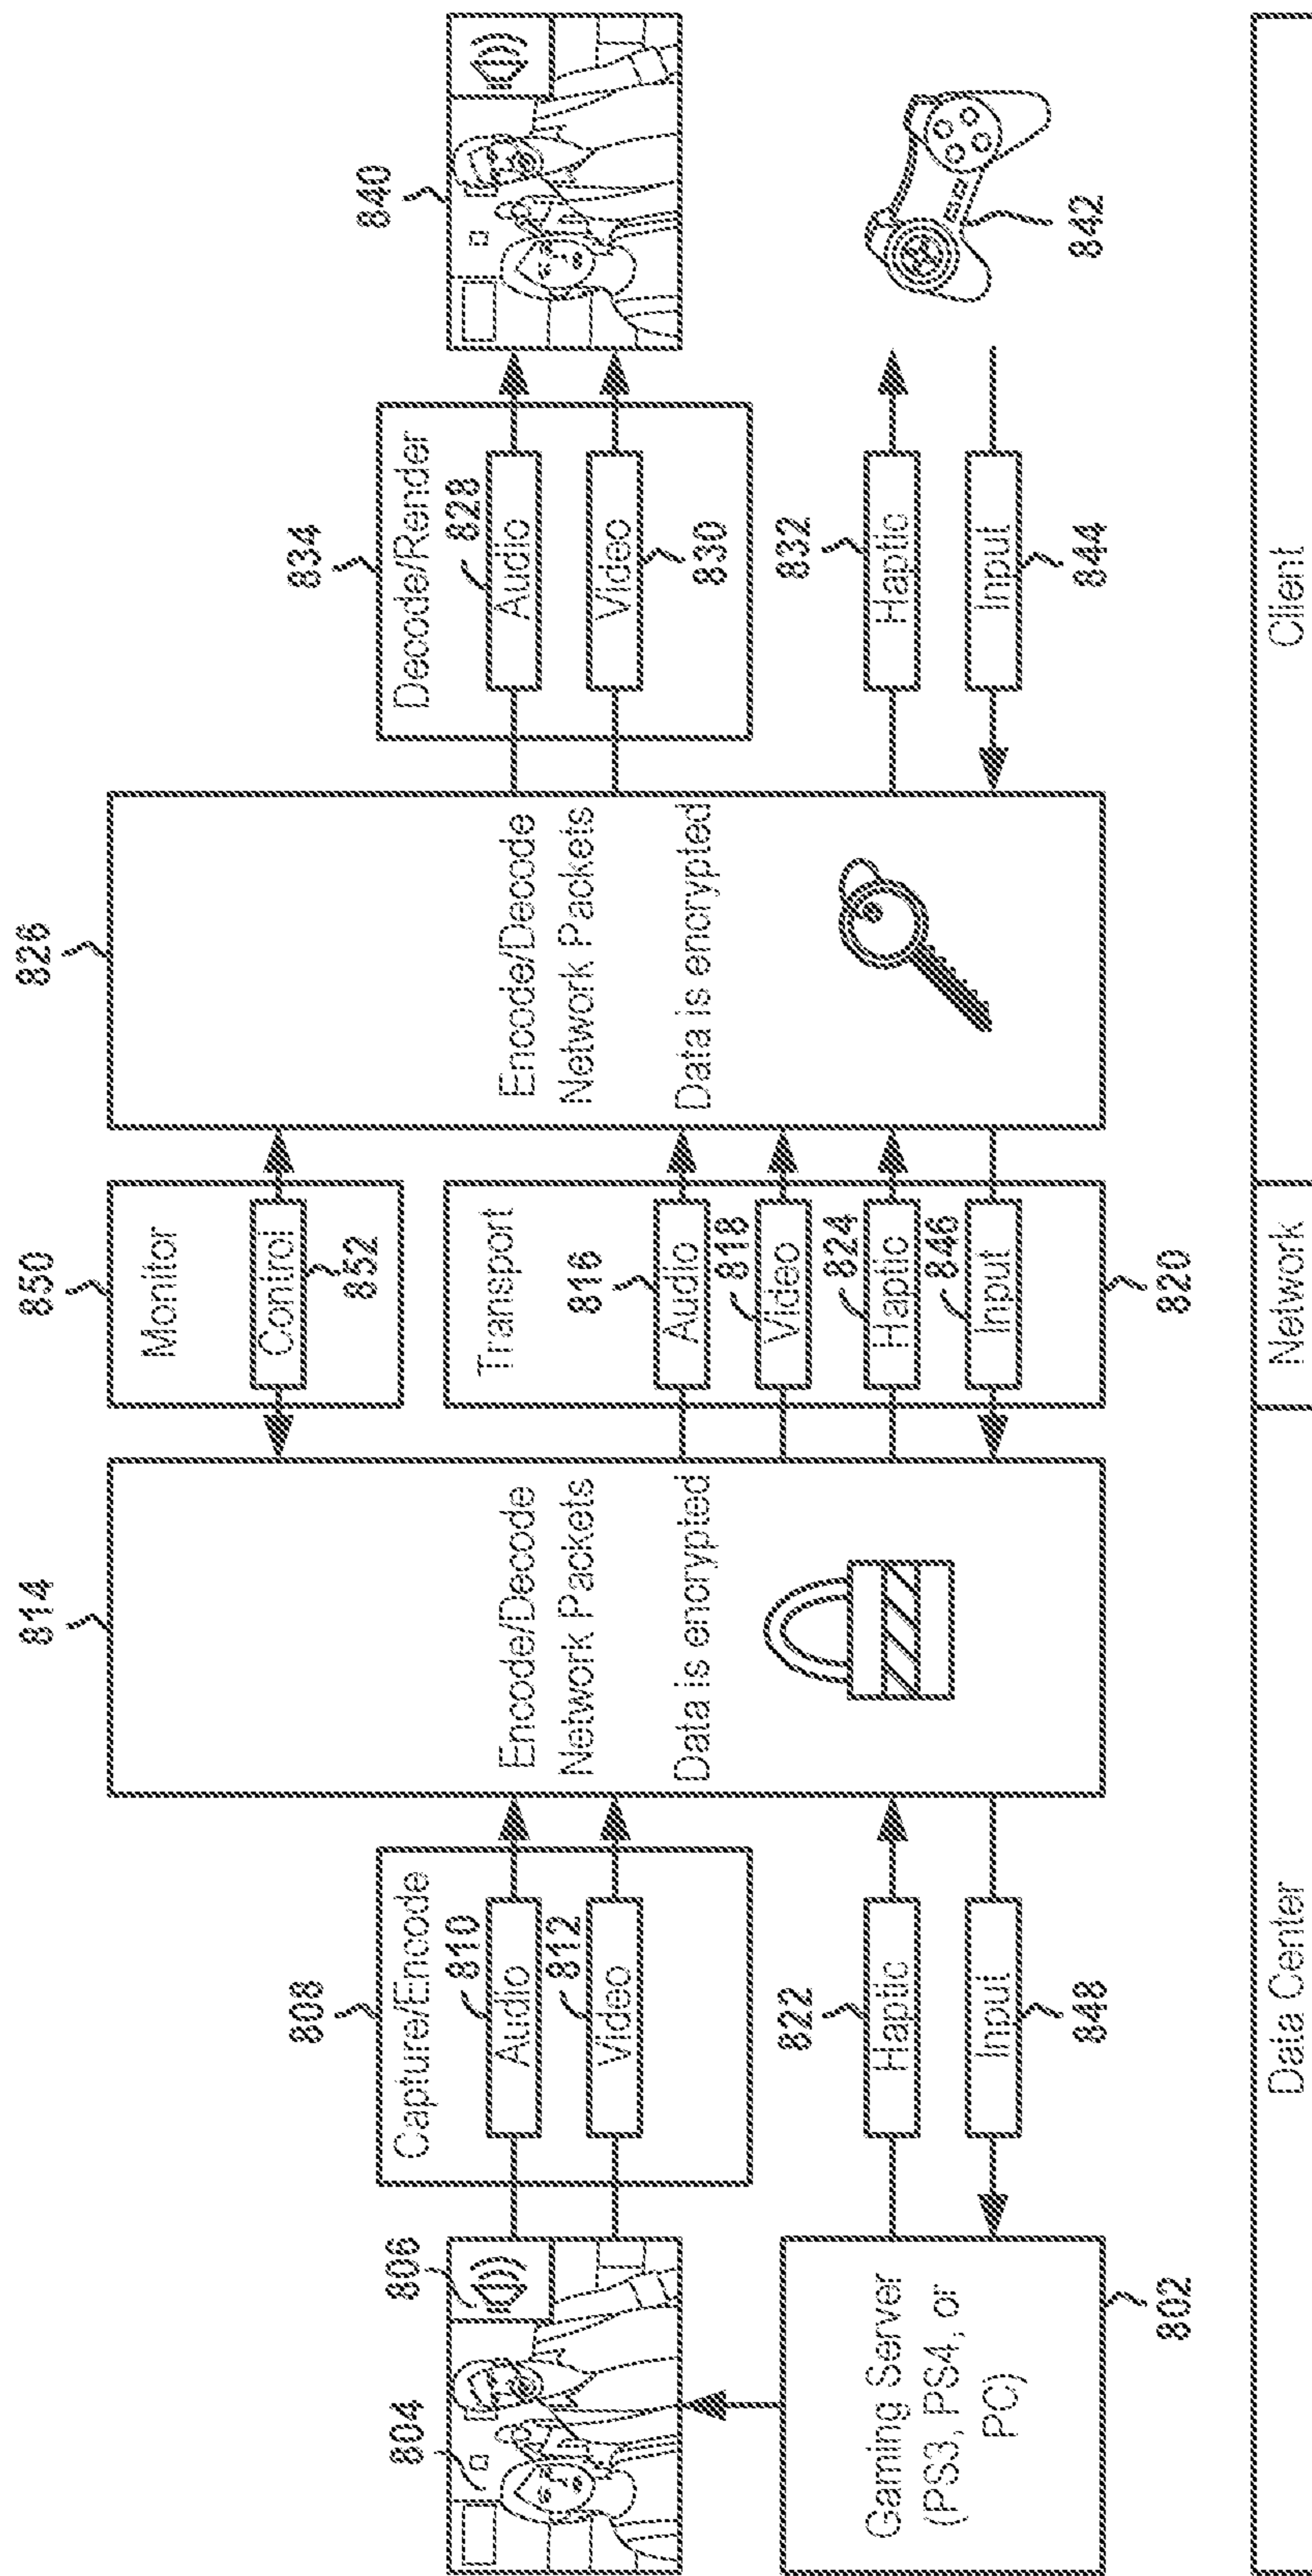 804
806
Gaming Server
(PS3, PS4, or
PC)
802
808
Capture/Encode
810
Audio
812
Video
822
Haptic
Input
848
814
Encode/Decode
Network Packets
Data is encrypted
850
Monitor
Control
852
Transport
816
Audio
818
Video
824
Haptic
846
Input
820
826
Encode/Decode
Network Packets
Data is encrypted
834
Decode/Render
828
Audio
Video
830
832
Haptic
Input
844
840
842
Data Center
Network
Client